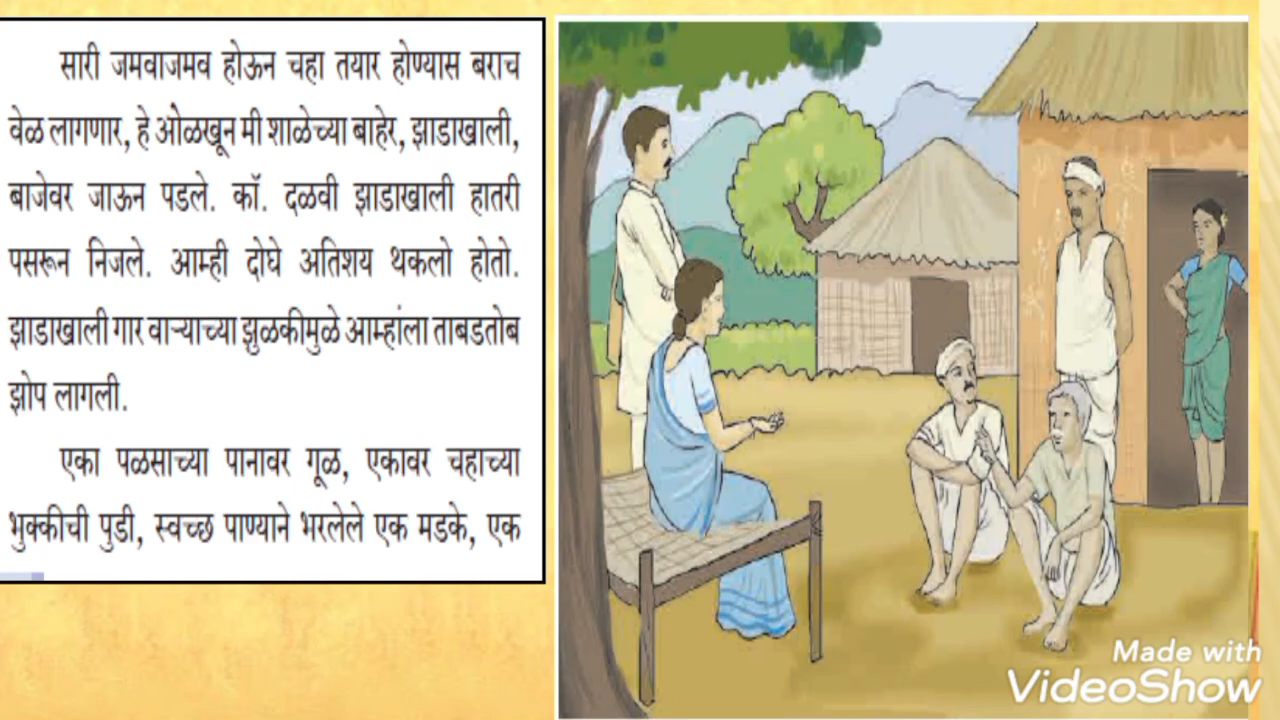 सारी जमवाजमव होऊन चहा तयार होण्यास बराच
वेळ लागणार, हे ओळखून मी शाळेच्या बाहेर, झाडाखाली,
बाजेवर जाऊन पडले. कॉ. दळवी झाडाखाली हातरी
पसरून निजले. आम्ही दोघे अतिशय थकलो होतो.
झाडाखाली गार वाऱ्याच्या झुळकीमुळे आम्हांला ताबडतोब
झोप लागली.
एका पळसाच्या पानावर गूळ, एकावर चहाच्या
भुक्कीची पुडी, स्वच्छ पाण्याने भरलेले एक मडके, एक
Made with
VideoShow